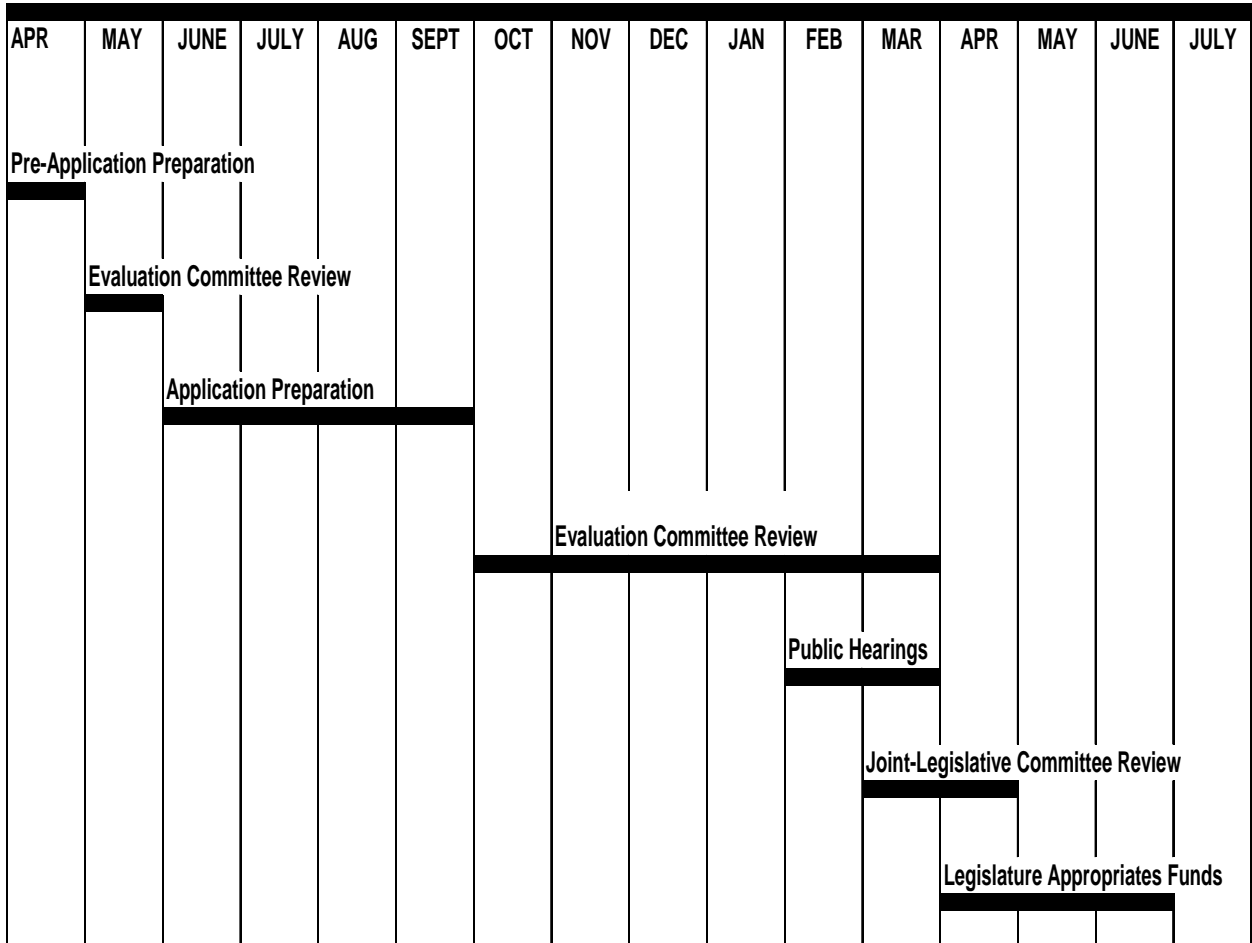 APR MAY JUNE JULY AUG SEPT OCT NOV DEC JAN FEB MAR APR MAY JUNE JULY
Pre-Application Preparation
Evaluation Committee Review
Application Preparation
Evaluation Committee Review
Public Hearings
Joint-Legislative Committee Review
Legislature Appropriates Funds